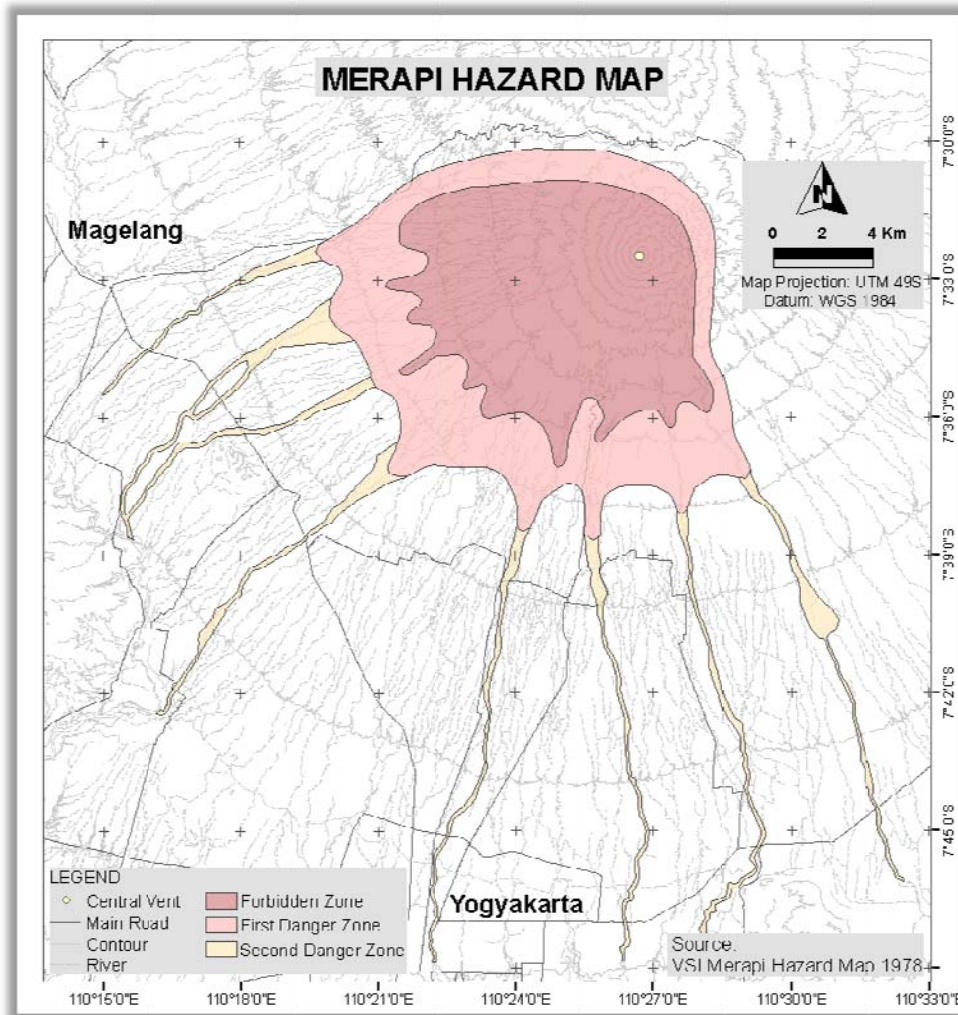 MERAPI HAZARD MAP
Magelang
N
0 2 4 Km
Map Projection: UTM 49S
Datum: WGS 1984
7°30'0"S
7°33'0"S
7°36'0"S
7°39'0"S
7°42'0"S
7°45'0"S
Yogyakarta
LEGEND
Central Vent
Main Road
Contour
River
Forbidden Zone
First Danger Zone
Second Danger Zone
Source:
VSI Merapi Hazard Map 1978
110°15'0"E
110°18'0"E
110°21'0"E
110°24'0"E
110°27'0"E
110°30'0"E
110°33'0"E